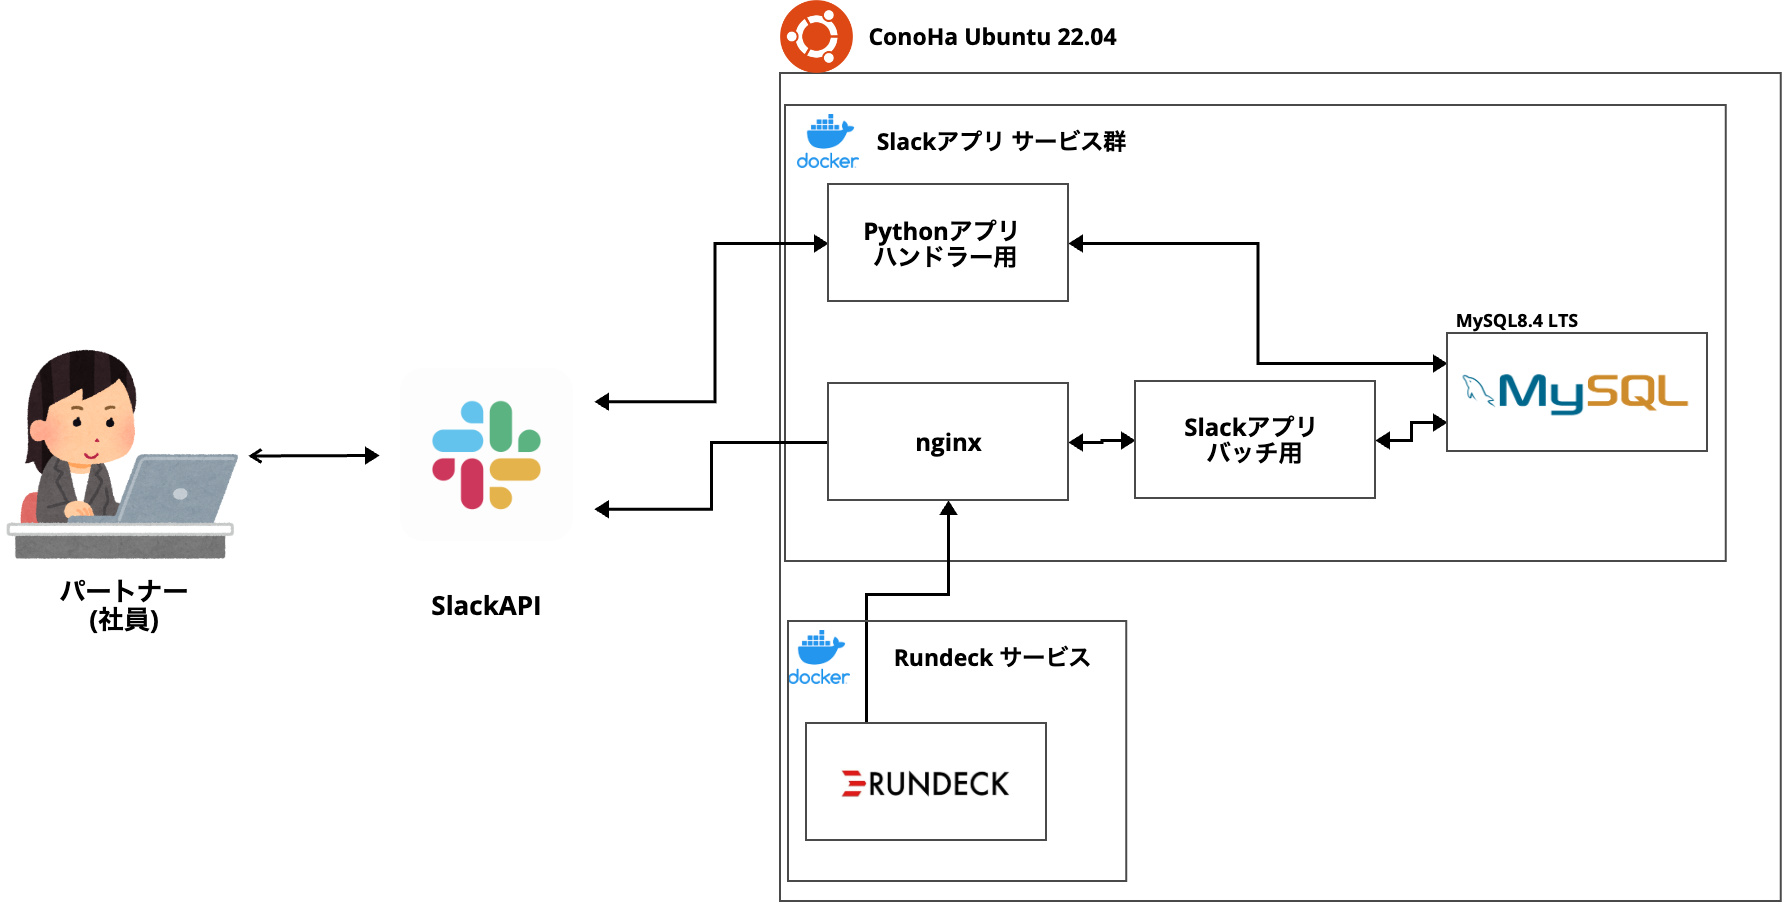 ConoHa Ubuntu 22.04
docker
Slackアプリ サービス群
Pythonアプリ
ハンドラー用
MySQL8.4 LTS
MySQL
nginx
Slackアプリ
バッチ用
パートナー
(社員)
SlackAPI
docker
Rundeck サービス
RUNDECK